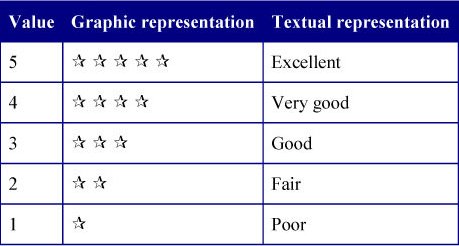 Value Graphic representation Textual representation
5 ✰ ✰ ✰ ✰ ✰ Excellent
4 ✰ ✰ ✰ ✰ Very good
3 ✰ ✰ ✰ Good
2 ✰ ✰ Fair
1 ✰ Poor